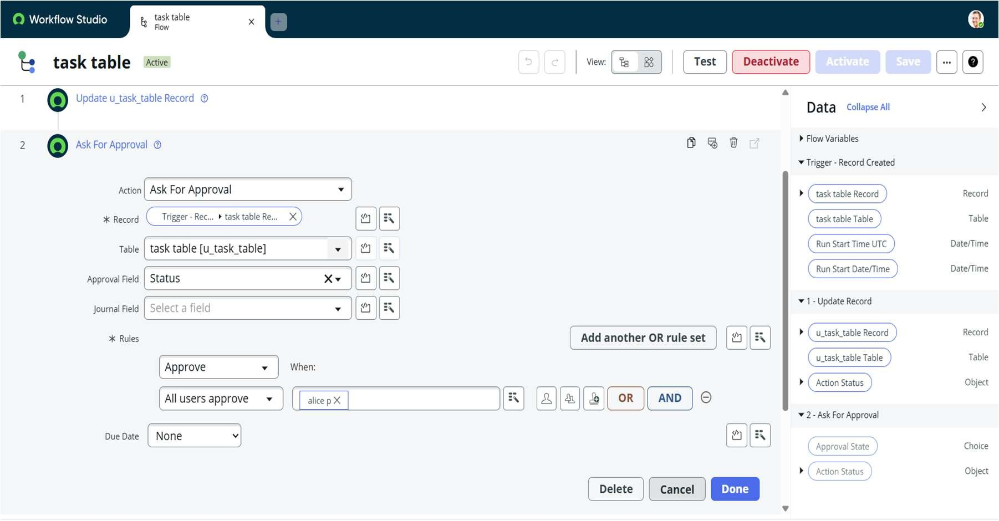 Workflow Studio
task table
Flow
task table
Active
View:
Test
Deactivate
Activate
Save
1
Update u_task_table Record
2
Ask For Approval
Action
Ask For Approval
* Record
Trigger - Rec... task table Re...
Table
task table [u_task_table]
Approval Field
Status
Journal Field
Select a field
* Rules
Add another OR rule set
Approve
When:
All users approve
alice p
OR
AND
Due Date
None
Delete
Cancel
Done
Data
Collapse All
Flow Variables
Trigger - Record Created
task table Record
Record
task table Table
Table
Run Start Time UTC
Date/Time
Run Start Date/Time
Date/Time
1 - Update Record
u_task_table Record
Record
u_task_table Table
Table
Action Status
Object
2 - Ask For Approval
Approval State
Choice
Action Status
Object